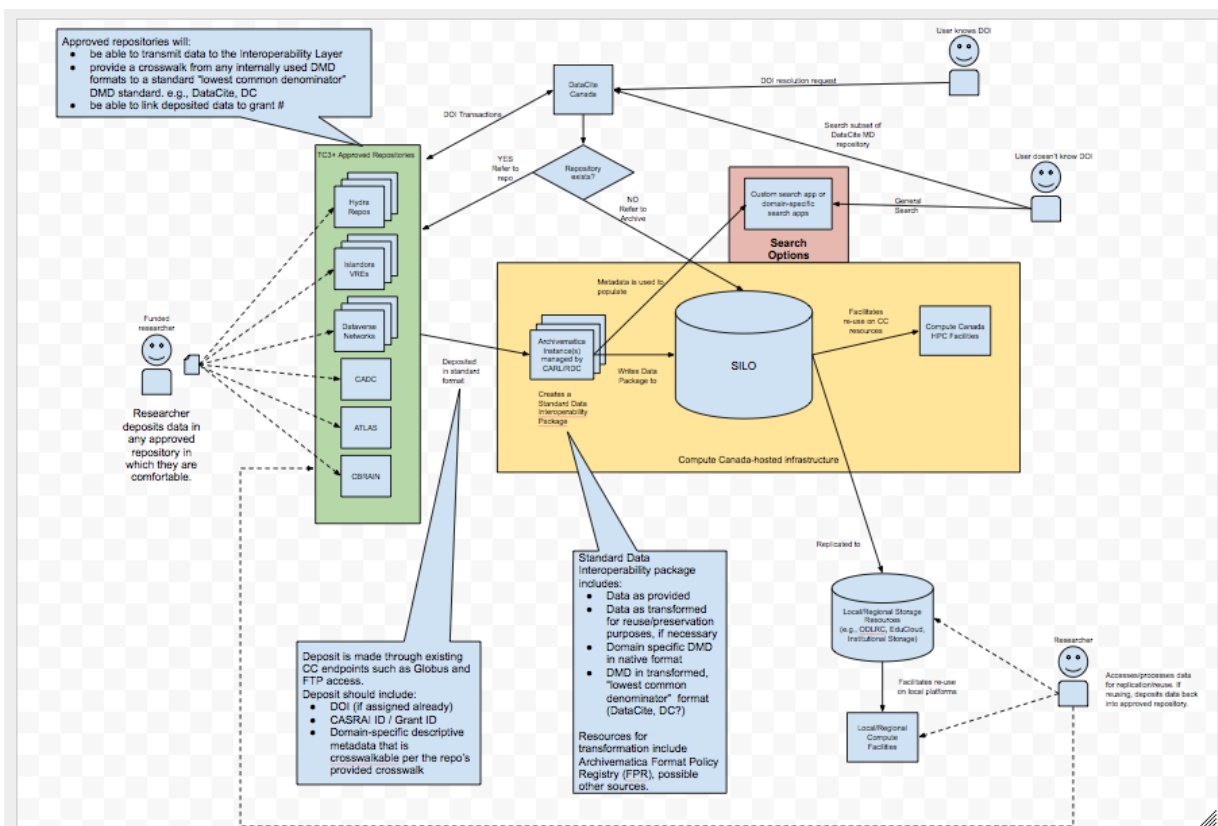 Approved repositories will:
● be able to transmit data to the Interoperability Layer
● provide a crosswalk from any internally used DMD
formats to a standard "lowest common denominator"
DMD standard. e.g., DataCite, DC
● be able to link deposited data to grant #
User knows DOI
DataCite
Canada
DOI resolution request
DOI Transactions
Search subset of
DataCite MD
repository
User doesn't know DOI
TC3+ Approved Repositories
YES
Refer to
repo
Repository
exists?
NO
Refer to
Archive
Custom search app or
domain-specific
search apps
General
Search
Search
Options
Hydra
Repos
Islandora
VREs
Dataverse
Networks
CADC
ATLAS
CBRAIN
Funded
researcher
Researcher
deposits data in
any approved
repository in
which they are
comfortable.
Metadata is used to
populate
Deposited
in standard
format
Archivematica
Instance(s)
managed by
CARL/RDC
Writes Data
Package to
Creates a
Standard Data
Interoperability
Package
SILO
Facilitates
re-use on CC
resources
Compute Canada
HPC Facilities
Compute Canada-hosted infrastructure
Replicated to
Standard Data
Interoperability package
includes:
● Data as provided
● Data as transformed
for reuse/preservation
purposes, if necessary
● Domain specific DMD
in native format
● DMD in transformed,
"lowest common
denominator" format
(DataCite, DC?)
Resources for
transformation include
Archivematica Format Policy
Registry (FPR), possible
other sources.
Deposit is made through existing
CC endpoints such as Globus and
FTP access.
Deposit should include:
● DOI (if assigned already)
● CASRAI ID / Grant ID
● Domain-specific descriptive
metadata that is
crosswalkable per the repo's
provided crosswalk
Local/Regional Storage
Resources
(e.g., ODLRC, EduCloud,
Institutional Storage)
Facilitates re-use
on local platforms
Local/Regional
Compute
Facilities
Researcher
Accesses/processes data
for replication/reuse. If
reusing, deposits data back
into approved repository.